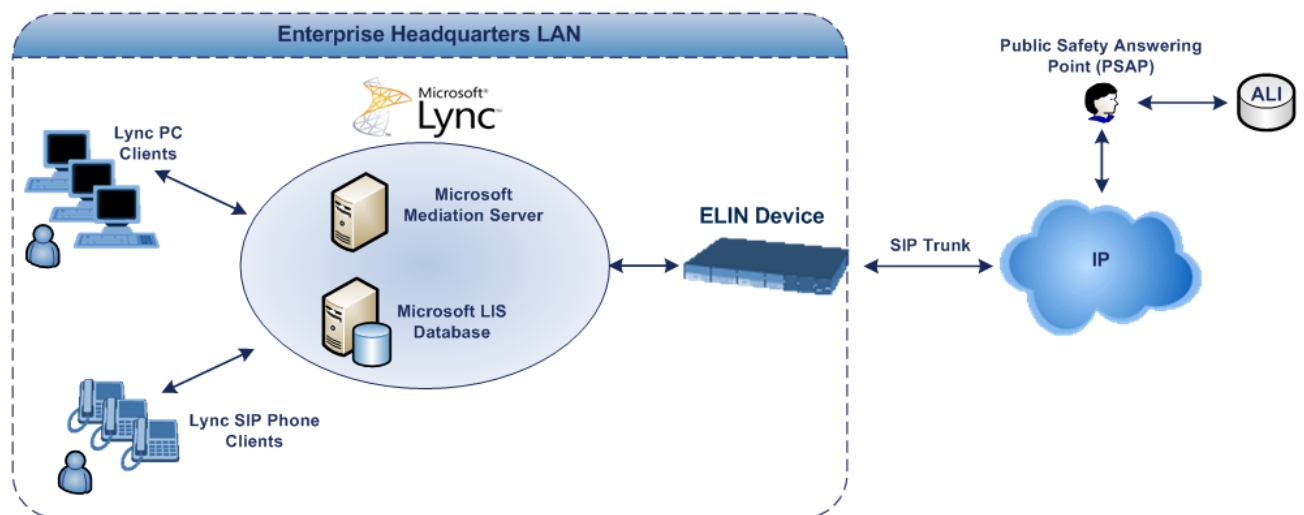 Enterprise Headquarters LAN
Microsoft®
Lync™
Lync PC
Clients
Microsoft
Mediation Server
Microsoft LIS
Database
Lync SIP Phone
Clients
ELIN Device
SIP Trunk
IP
Public Safety Answering
Point (PSAP)
ALI